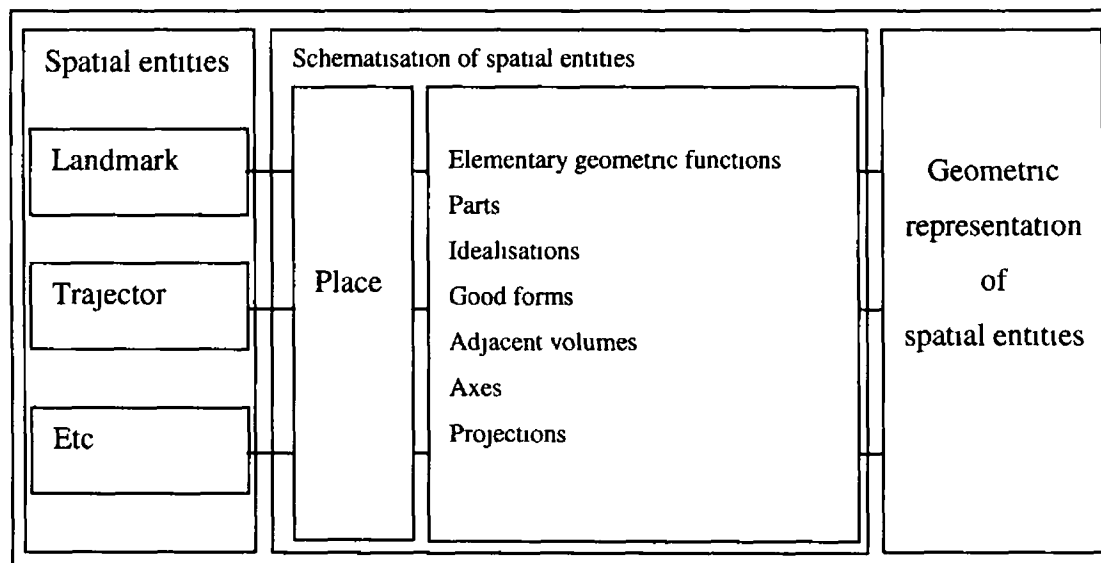 Spatial entities
Landmark
Trajector
Etc
Schematisation of spatial entities
Place
Elementary geometric functions
Parts
Idealisations
Good forms
Adjacent volumes
Axes
Projections
Geometric
representation
of
spatial entities